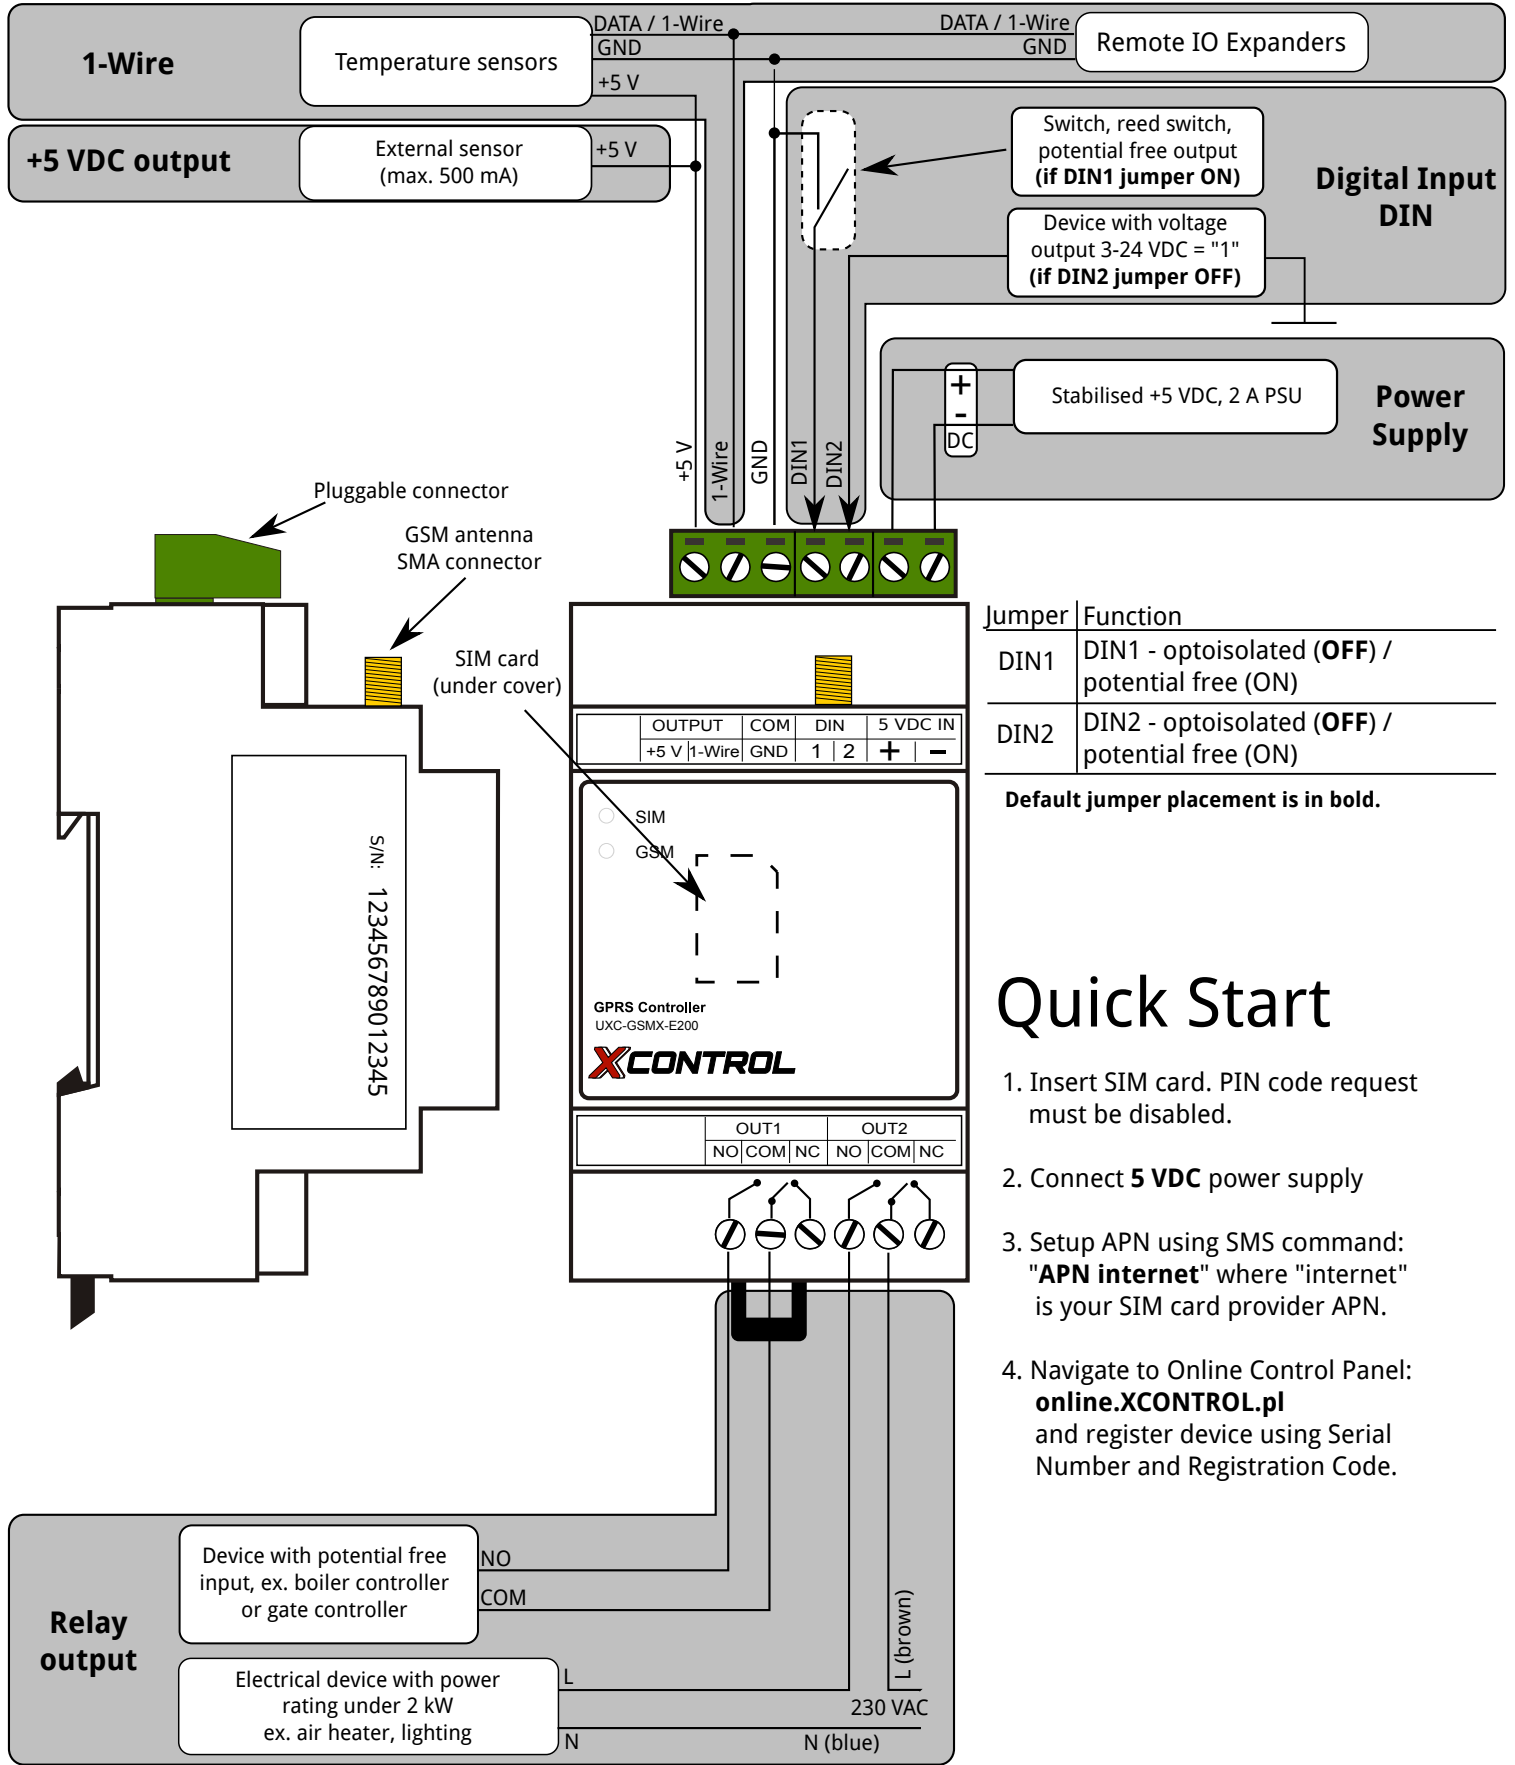 1-Wire
Temperature sensors
DATA / 1-Wire
GND
+5 V
DATA / 1-Wire
GND
Remote IO Expanders
+5 VDC output
External sensor
(max. 500 mA)
+5 V
Switch, reed switch,
potential free output
(if DIN1 jumper ON)
Device with voltage
output 3-24 VDC = "1"
(if DIN2 jumper OFF)
Digital Input
DIN
+
-
DC
Stabilised +5 VDC, 2 A PSU
Power
Supply
+5 V
1-Wire
GND
DIN1
DIN2
Pluggable connector
GSM antenna
SMA connector
SIM card
(under cover)
Jumper Function
DIN1
DIN1 - optoisolated (OFF) /
potential free (ON)
DIN2
DIN2 - optoisolated (OFF) /
potential free (ON)
Default jumper placement is in bold.
OUTPUT COM DIN 5 VDC IN
+5 V 1-Wire GND 1 2 + -
SIM
GSM
S/N: 123456789012345
GPRS Controller
UXC-GSMX-E200
XCONTROL
OUT1 OUT2
NO COM NC NO COM NC
Quick Start
1. Insert SIM card. PIN code request
must be disabled.
2. Connect 5 VDC power supply
3. Setup APN using SMS command:
"APN internet" where "internet"
is your SIM card provider APN.
4. Navigate to Online Control Panel:
online.XCONTROL.pl
and register device using Serial
Number and Registration Code.
Relay
output
Device with potential free
input, ex. boiler controller
or gate controller
NO
COM
Electrical device with power
rating under 2 kW
ex. air heater, lighting
L
N
L (brown)
230 VAC
N (blue)